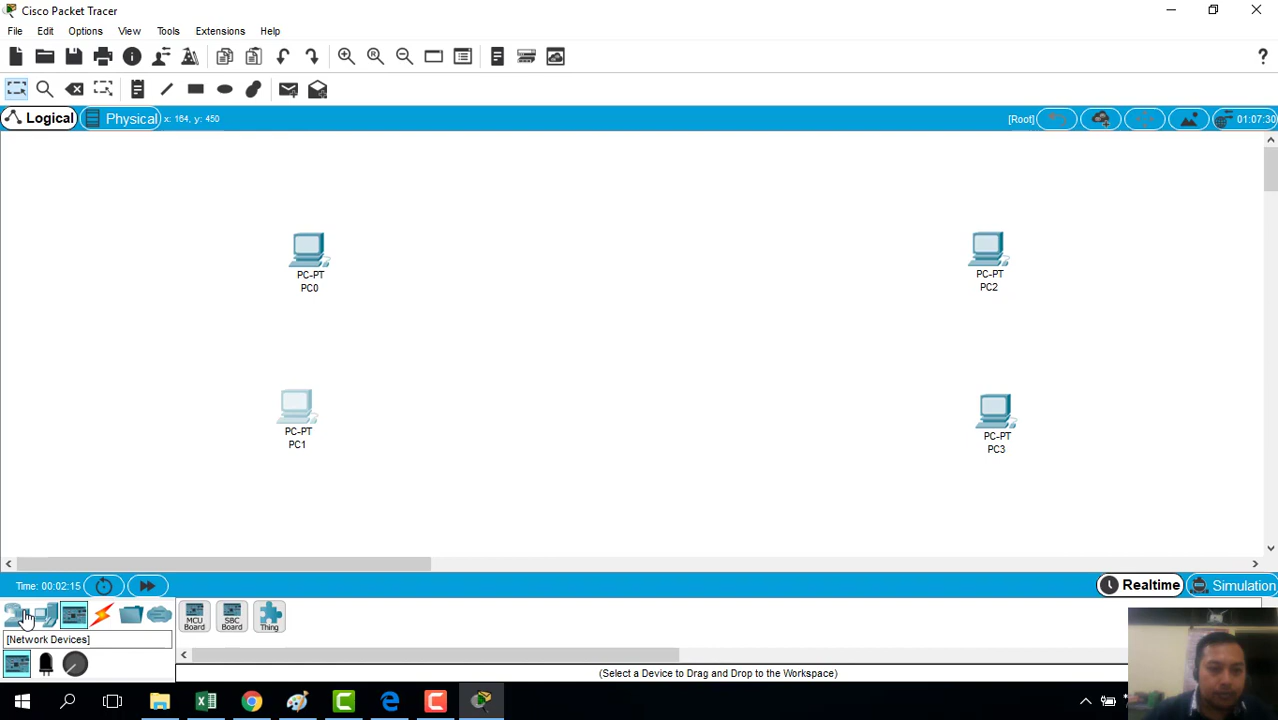 Cisco Packet Tracer
File Edit Options View Tools Extensions Help
?
Logical Physical x: 164, y: 450 [Root] 01:07:30
PC-PT
PC0
PC-PT
PC2
PC-PT
PC1
PC-PT
PC3
Time: 00:02:15 Realtime Simulation
MCU Board
SBC Board
Thing
[Network Devices]
(Select a Device to Drag and Drop to the Workspace)